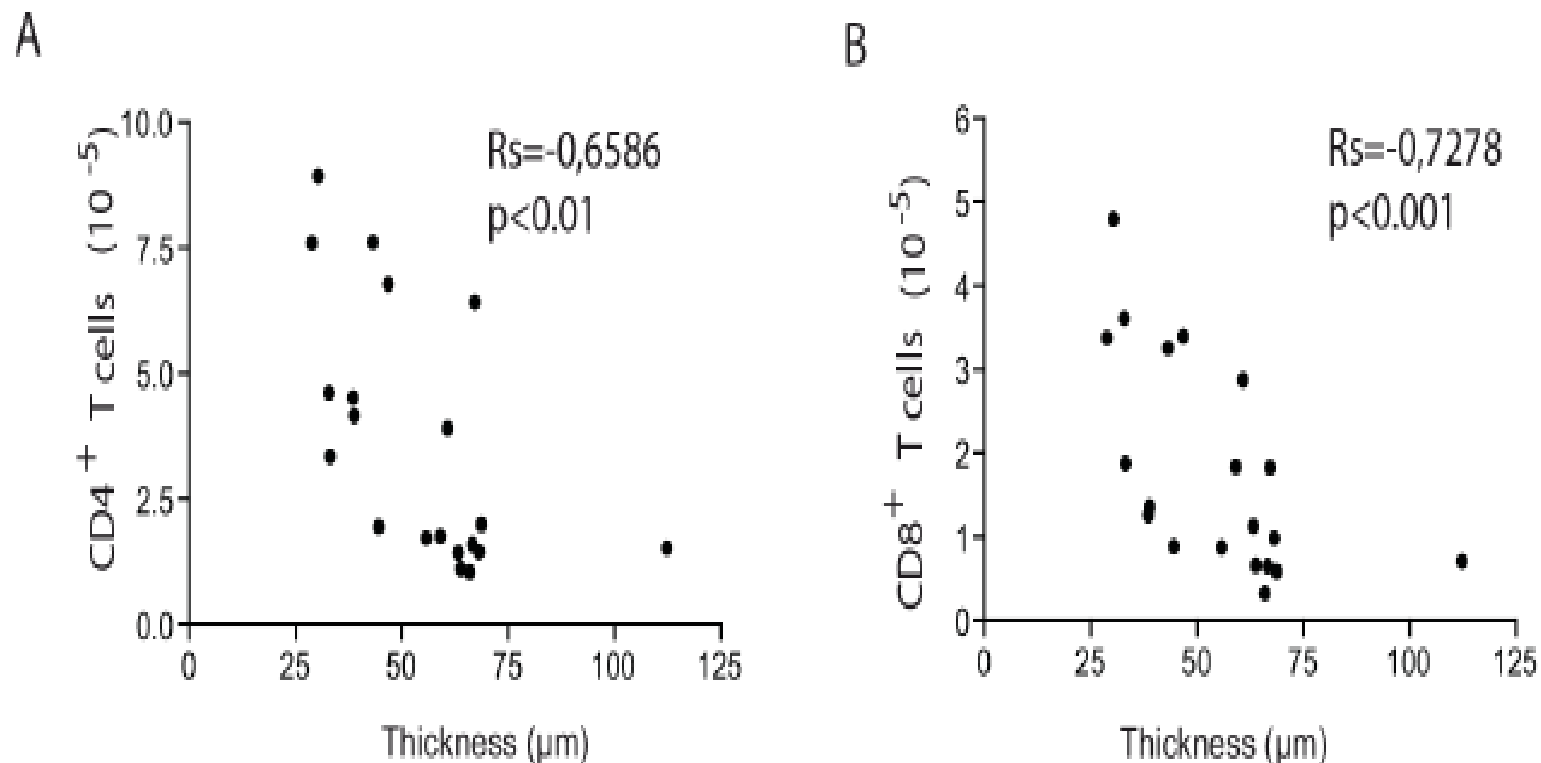 A
CD4+ T cells (10-5)
10.0
7.5
5.0
2.5
0.0
Rs=-0,6586
p<0.01
0 25 50 75 100 125
Thickness (µm)
B
CD8+ T cells (10-5)
6
5
4
3
2
1
0
Rs=-0,7278
p<0.001
0 25 50 75 100 125
Thickness (µm)